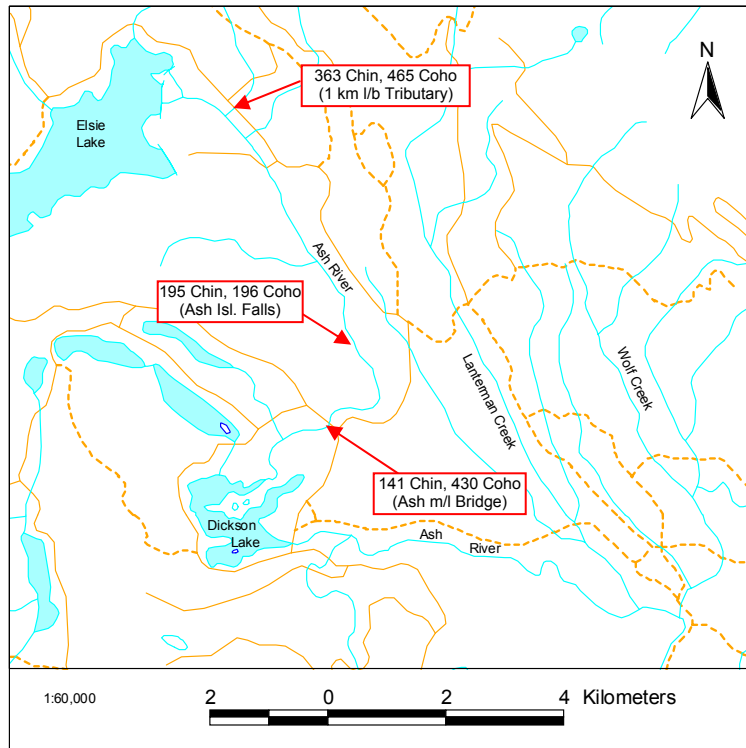 N
363 Chin, 465 Coho
(1 km l/b Tributary)
Elsie
Lake
Ash River
195 Chin, 196 Coho
(Ash Isl. Falls)
Lanterman Creek
Wolf Creek
141 Chin, 430 Coho
(Ash m/l Bridge)
Dickson
Lake
Ash
River
1:60,000
2 0 2 4 Kilometers